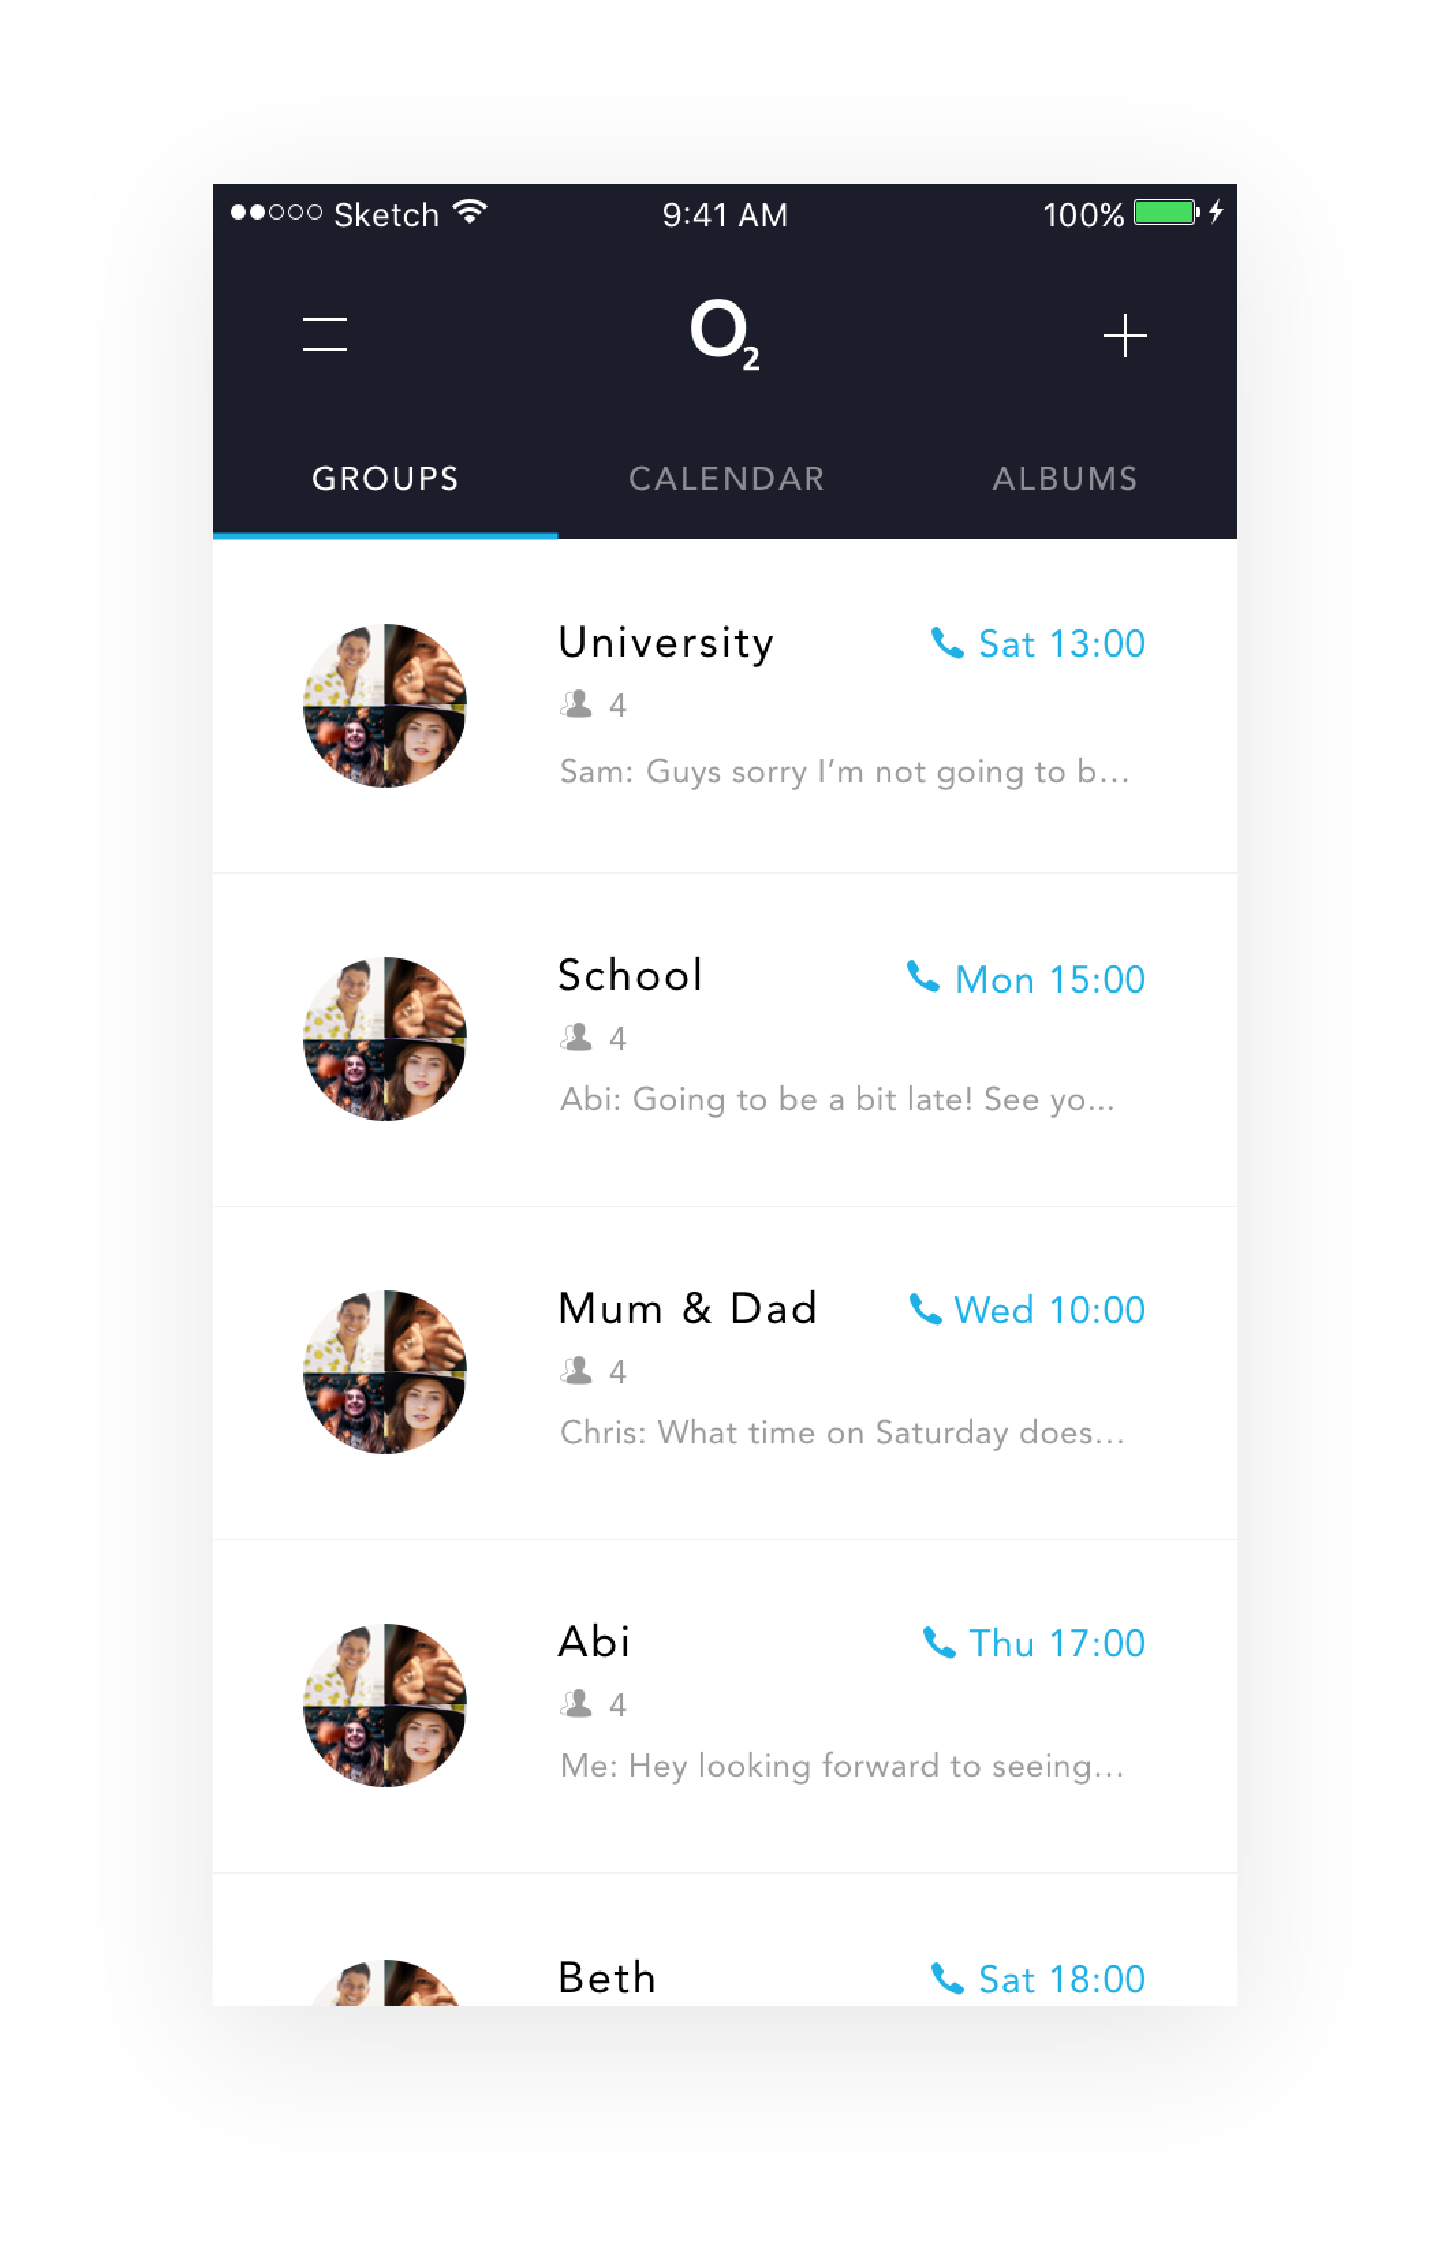 Sketch 9:41 AM 100%
O2
GROUPS CALENDAR ALBUMS
University Sat 13:00
4
Sam: Guys sorry I’m not going to b…
School Mon 15:00
4
Abi: Going to be a bit late! See yo...
Mum & Dad Wed 10:00
4
Chris: What time on Saturday does…
Abi Thu 17:00
4
Me: Hey looking forward to seeing…
Beth Sat 18:00